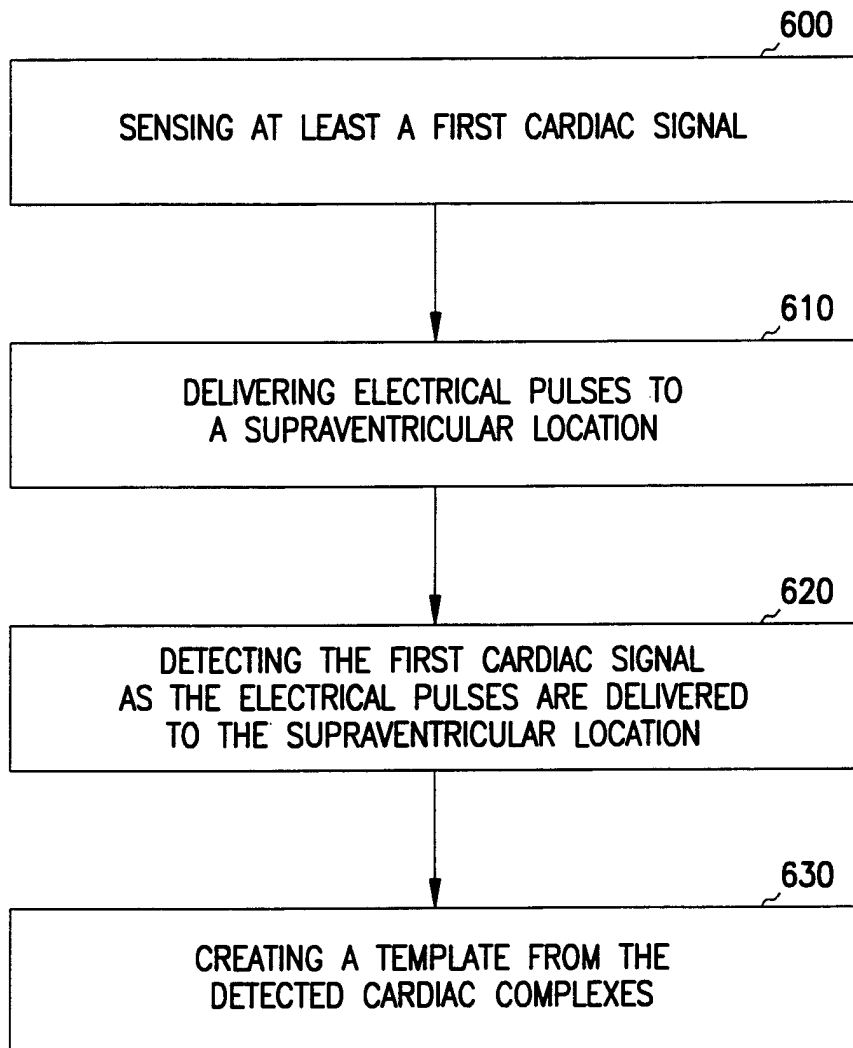 600
SENSING AT LEAST A FIRST CARDIAC SIGNAL
610
DELIVERING ELECTRICAL PULSES TO
A SUPRAVENTRICULAR LOCATION
620
DETECTING THE FIRST CARDIAC SIGNAL
AS THE ELECTRICAL PULSES ARE DELIVERED
TO THE SUPRAVENTRICULAR LOCATION
630
CREATING A TEMPLATE FROM THE
DETECTED CARDIAC COMPLEXES